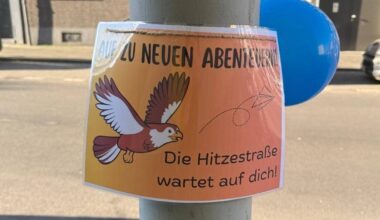 AUF ZU NEUEN ABENTEUERN!
Die Hitzestraße
wartet auf dich!